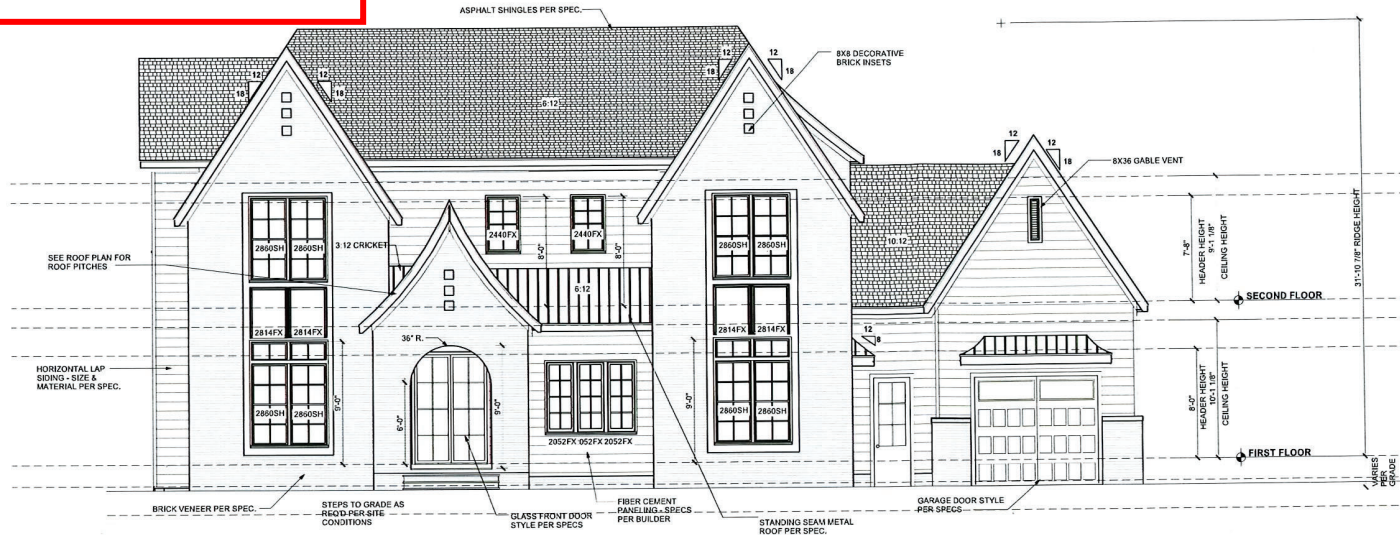 ASPHALT SHINGLES PER SPEC.
8X8 DECORATIVE
BRICK INSETS
12
18
12
18
12
18
12
18
6:12
12
18
12
18
8X36 GABLE VENT
31'-10 7/8" RIDGE HEIGHT
2440FX
2440FX
8'-0"
8'-0"
2860SH
2860SH
2860SH
2860SH
3:12 CRICKET
10:12
7'-8"
HEADER HEIGHT
9'-1 1/8"
CEILING HEIGHT
SEE ROOF PLAN FOR
ROOF PITCHES
6:12
SECOND FLOOR
2814FX
2814FX
2814FX
2814FX
36" R.
12
8
HORIZONTAL LAP
SIDING - SIZE &
MATERIAL PER SPEC.
9'-0"
6'-0"
9'-0"
9'-0"
8'-0"
HEADER HEIGHT
10'-1 1/8"
CEILING HEIGHT
2860SH
2860SH
2860SH
2860SH
2052FX 052FX 2052FX
FIRST FLOOR
VARIES
PER
GRADE
BRICK VENEER PER SPEC.
STEPS TO GRADE AS
REQ'D PER SITE
CONDITIONS
GLASS FRONT DOOR
STYLE PER SPECS
FIBER CEMENT
PANELING - SPECS
PER BUILDER
STANDING SEAM METAL
ROOF PER SPEC.
GARAGE DOOR STYLE
PER SPECS